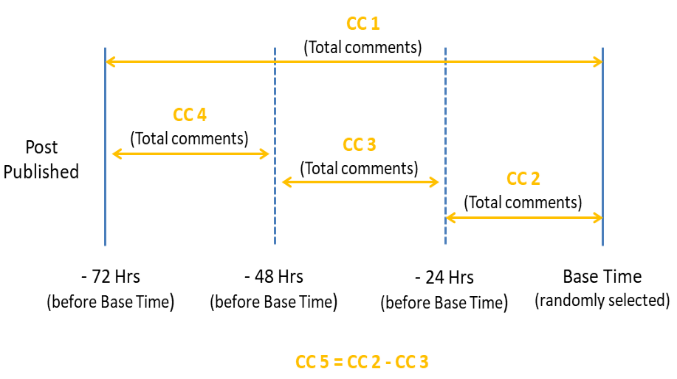 CC 1
(Total comments)
CC 4
(Total comments)
CC 3
(Total comments)
Post
Published
CC 2
(Total comments)
- 72 Hrs
(before Base Time)
- 48 Hrs
(before Base Time)
- 24 Hrs
(before Base Time)
Base Time
(randomly selected)
CC 5 = CC 2 - CC 3